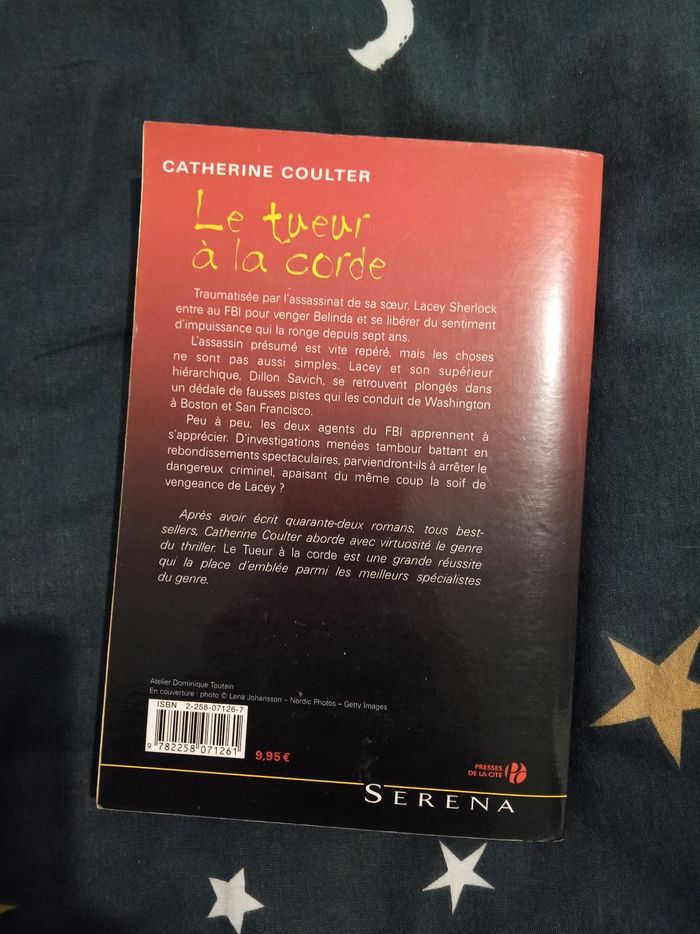 CATHERINE COULTER
Le tueur
à la corde
Traumatisée par l'assassinat de sa sœur, Lacey Sherlock
entre au FBI pour venger Belinda et se libérer du sentiment
d'impuissance qui la ronge depuis sept ans.
L'assassin présumé est vite repéré, mais les choses
ne sont pas aussi simples. Lacey et son supérieur
hiérarchique, Dillon Savich, se retrouvent plongés dans
un dédale de fausses pistes qui les conduit de Washington
à Boston et San Francisco.
Peu à peu, les deux agents du FBI apprennent à
s'apprécier. D'investigations menées tambour battant en
rebondissements spectaculaires, parviendront-ils à arrêter le
dangereux criminel, apaisant du même coup la soif de
vengeance de Lacey ?
Après avoir écrit quarante-deux romans, tous best-
sellers, Catherine Coulter aborde avec virtuosité le genre
du thriller. Le Tueur à la corde est une grande réussite
qui la place d'emblée parmi les meilleurs spécialistes
du genre.
Atelier Dominique Toutain
En couverture : photo © Lena Johansson – Nordic Photos – Getty Images
ISBN 2-258-07126-7
9 782258 071261
9,95 €
PRESSES
DE LA CITÉ
SERENA